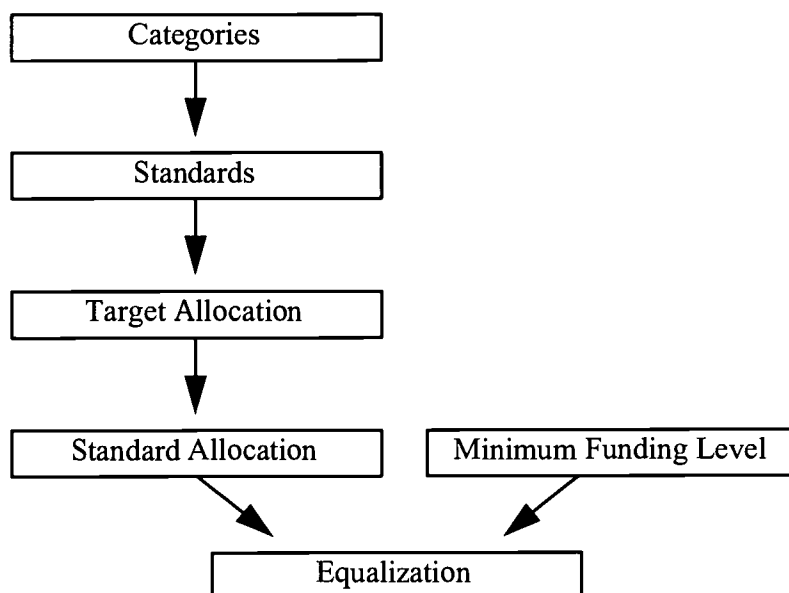 Categories
Standards
Target Allocation
Standard Allocation
Minimum Funding Level
Equalization